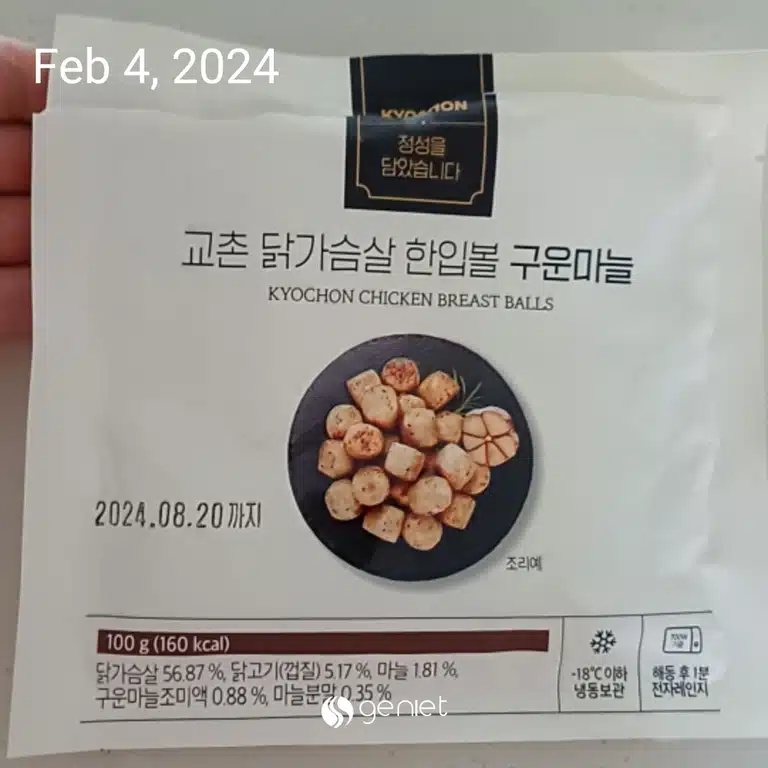 Feb 4, 2024
KYOCHON
정성을
담았습니다
교촌 닭가슴살 한입볼 구운마늘
KYOCHON CHICKEN BREAST BALLS
2024.08.20 까지
조리예
100 g (160 kcal)
닭가슴살 56.87 %, 닭고기(껍질) 5.17 %, 마늘 1.81 %,
구운마늘조미액 0.88 %, 마늘분말 0.35 %
-18℃ 이하
냉동보관
700W
기준
해동 후 1분
전자레인지
geniet